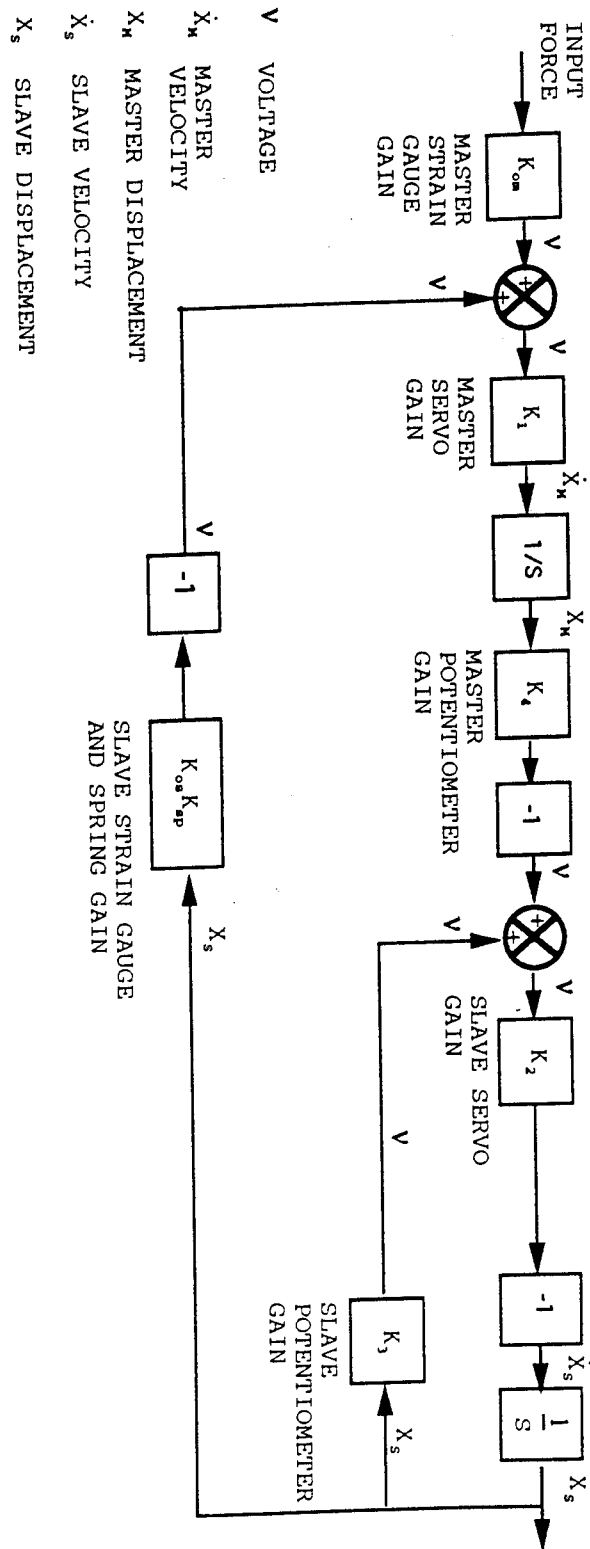 INPUT
FORCE
K_om
MASTER
STRAIN
GAUGE
GAIN
V
+
+
V
V
K_1
MASTER
SERVO
GAIN
Ẋ_M
1/S
X_M
K_4
MASTER
POTENTIOMETER
GAIN
-1
V
+
+
V
V
K_2
SLAVE SERVO
GAIN
-1
Ẋ_S
1
S
X_S
V
K_3
SLAVE
POTENTIOMETER
GAIN
X_S
V
-1
K_os K_sp
SLAVE STRAIN GAUGE
AND SPRING GAIN
X_S
V VOLTAGE
Ẋ_M MASTER
VELOCITY
X_M MASTER DISPLACEMENT
Ẋ_S SLAVE VELOCITY
X_S SLAVE DISPLACEMENT